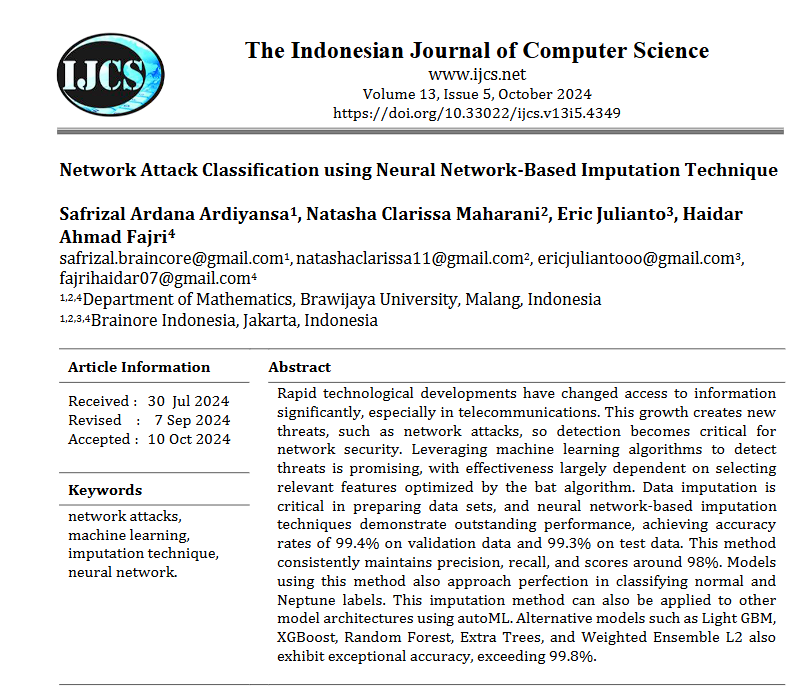 IJCS
The Indonesian Journal of Computer Science
www.ijcs.net
Volume 13, Issue 5, October 2024
https://doi.org/10.33022/ijcs.v13i5.4349
Network Attack Classification using Neural Network-Based Imputation Technique
Safrizal Ardana Ardiyansa1, Natasha Clarissa Maharani2, Eric Julianto3, Haidar
Ahmad Fajri4
safrizal.braincore@gmail.com1, natashaclarissa11@gmail.com2, ericjuliantooo@gmail.com3,
fajrihaidar07@gmail.com4
1,2,4Department of Mathematics, Brawijaya University, Malang, Indonesia
1,2,3,4Brainore Indonesia, Jakarta, Indonesia
Article Information
Received : 30 Jul 2024
Revised : 7 Sep 2024
Accepted : 10 Oct 2024
Keywords
network attacks,
machine learning,
imputation technique,
neural network.
Abstract
Rapid technological developments have changed access to information
significantly, especially in telecommunications. This growth creates new
threats, such as network attacks, so detection becomes critical for
network security. Leveraging machine learning algorithms to detect
threats is promising, with effectiveness largely dependent on selecting
relevant features optimized by the bat algorithm. Data imputation is
critical in preparing data sets, and neural network-based imputation
techniques demonstrate outstanding performance, achieving accuracy
rates of 99.4% on validation data and 99.3% on test data. This method
consistently maintains precision, recall, and scores around 98%. Models
using this method also approach perfection in classifying normal and
Neptune labels. This imputation method can also be applied to other
model architectures using autoML. Alternative models such as Light GBM,
XGBoost, Random Forest, Extra Trees, and Weighted Ensemble L2 also
exhibit exceptional accuracy, exceeding 99.8%.